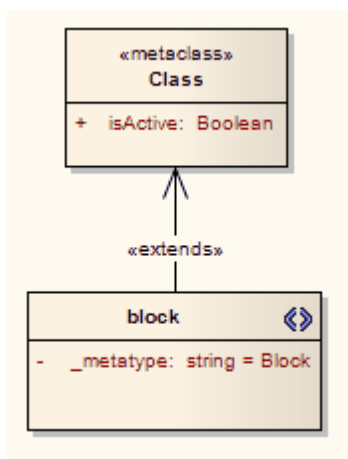 «metaclass»
Class
+ isActive: Boolean
«extends»
block
- _metatype: string = Block